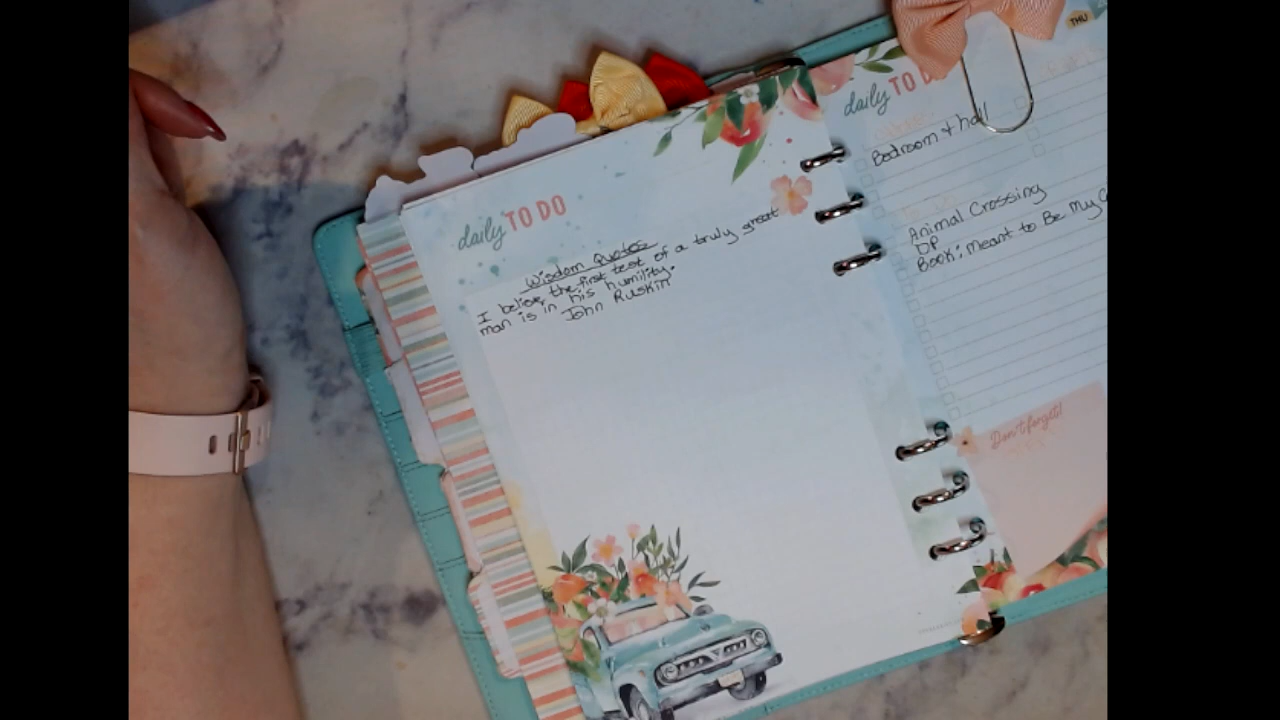 daily TO DO
Wisdom Quotes
I believe the first test of a truly great
man is in his humility.
John Ruskin
THU
daily TO D
Bedroom + hall
Animal Crossing
DP
Book: Meant to Be My
Don't forget!